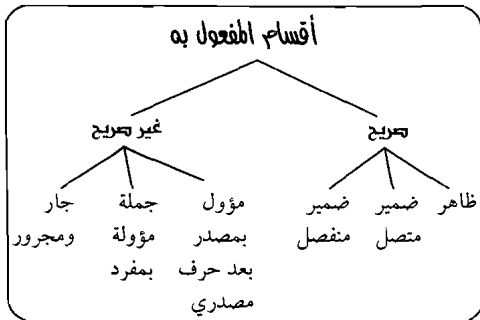 أقسام المفعول به
صريح
غير صريح
ظاهر
ضمير
متصل
ضمير
منفصل
مؤول
بمصدر
بعد حرف
مصدري
جملة
مؤولة
بمفرد
جار
ومجرور